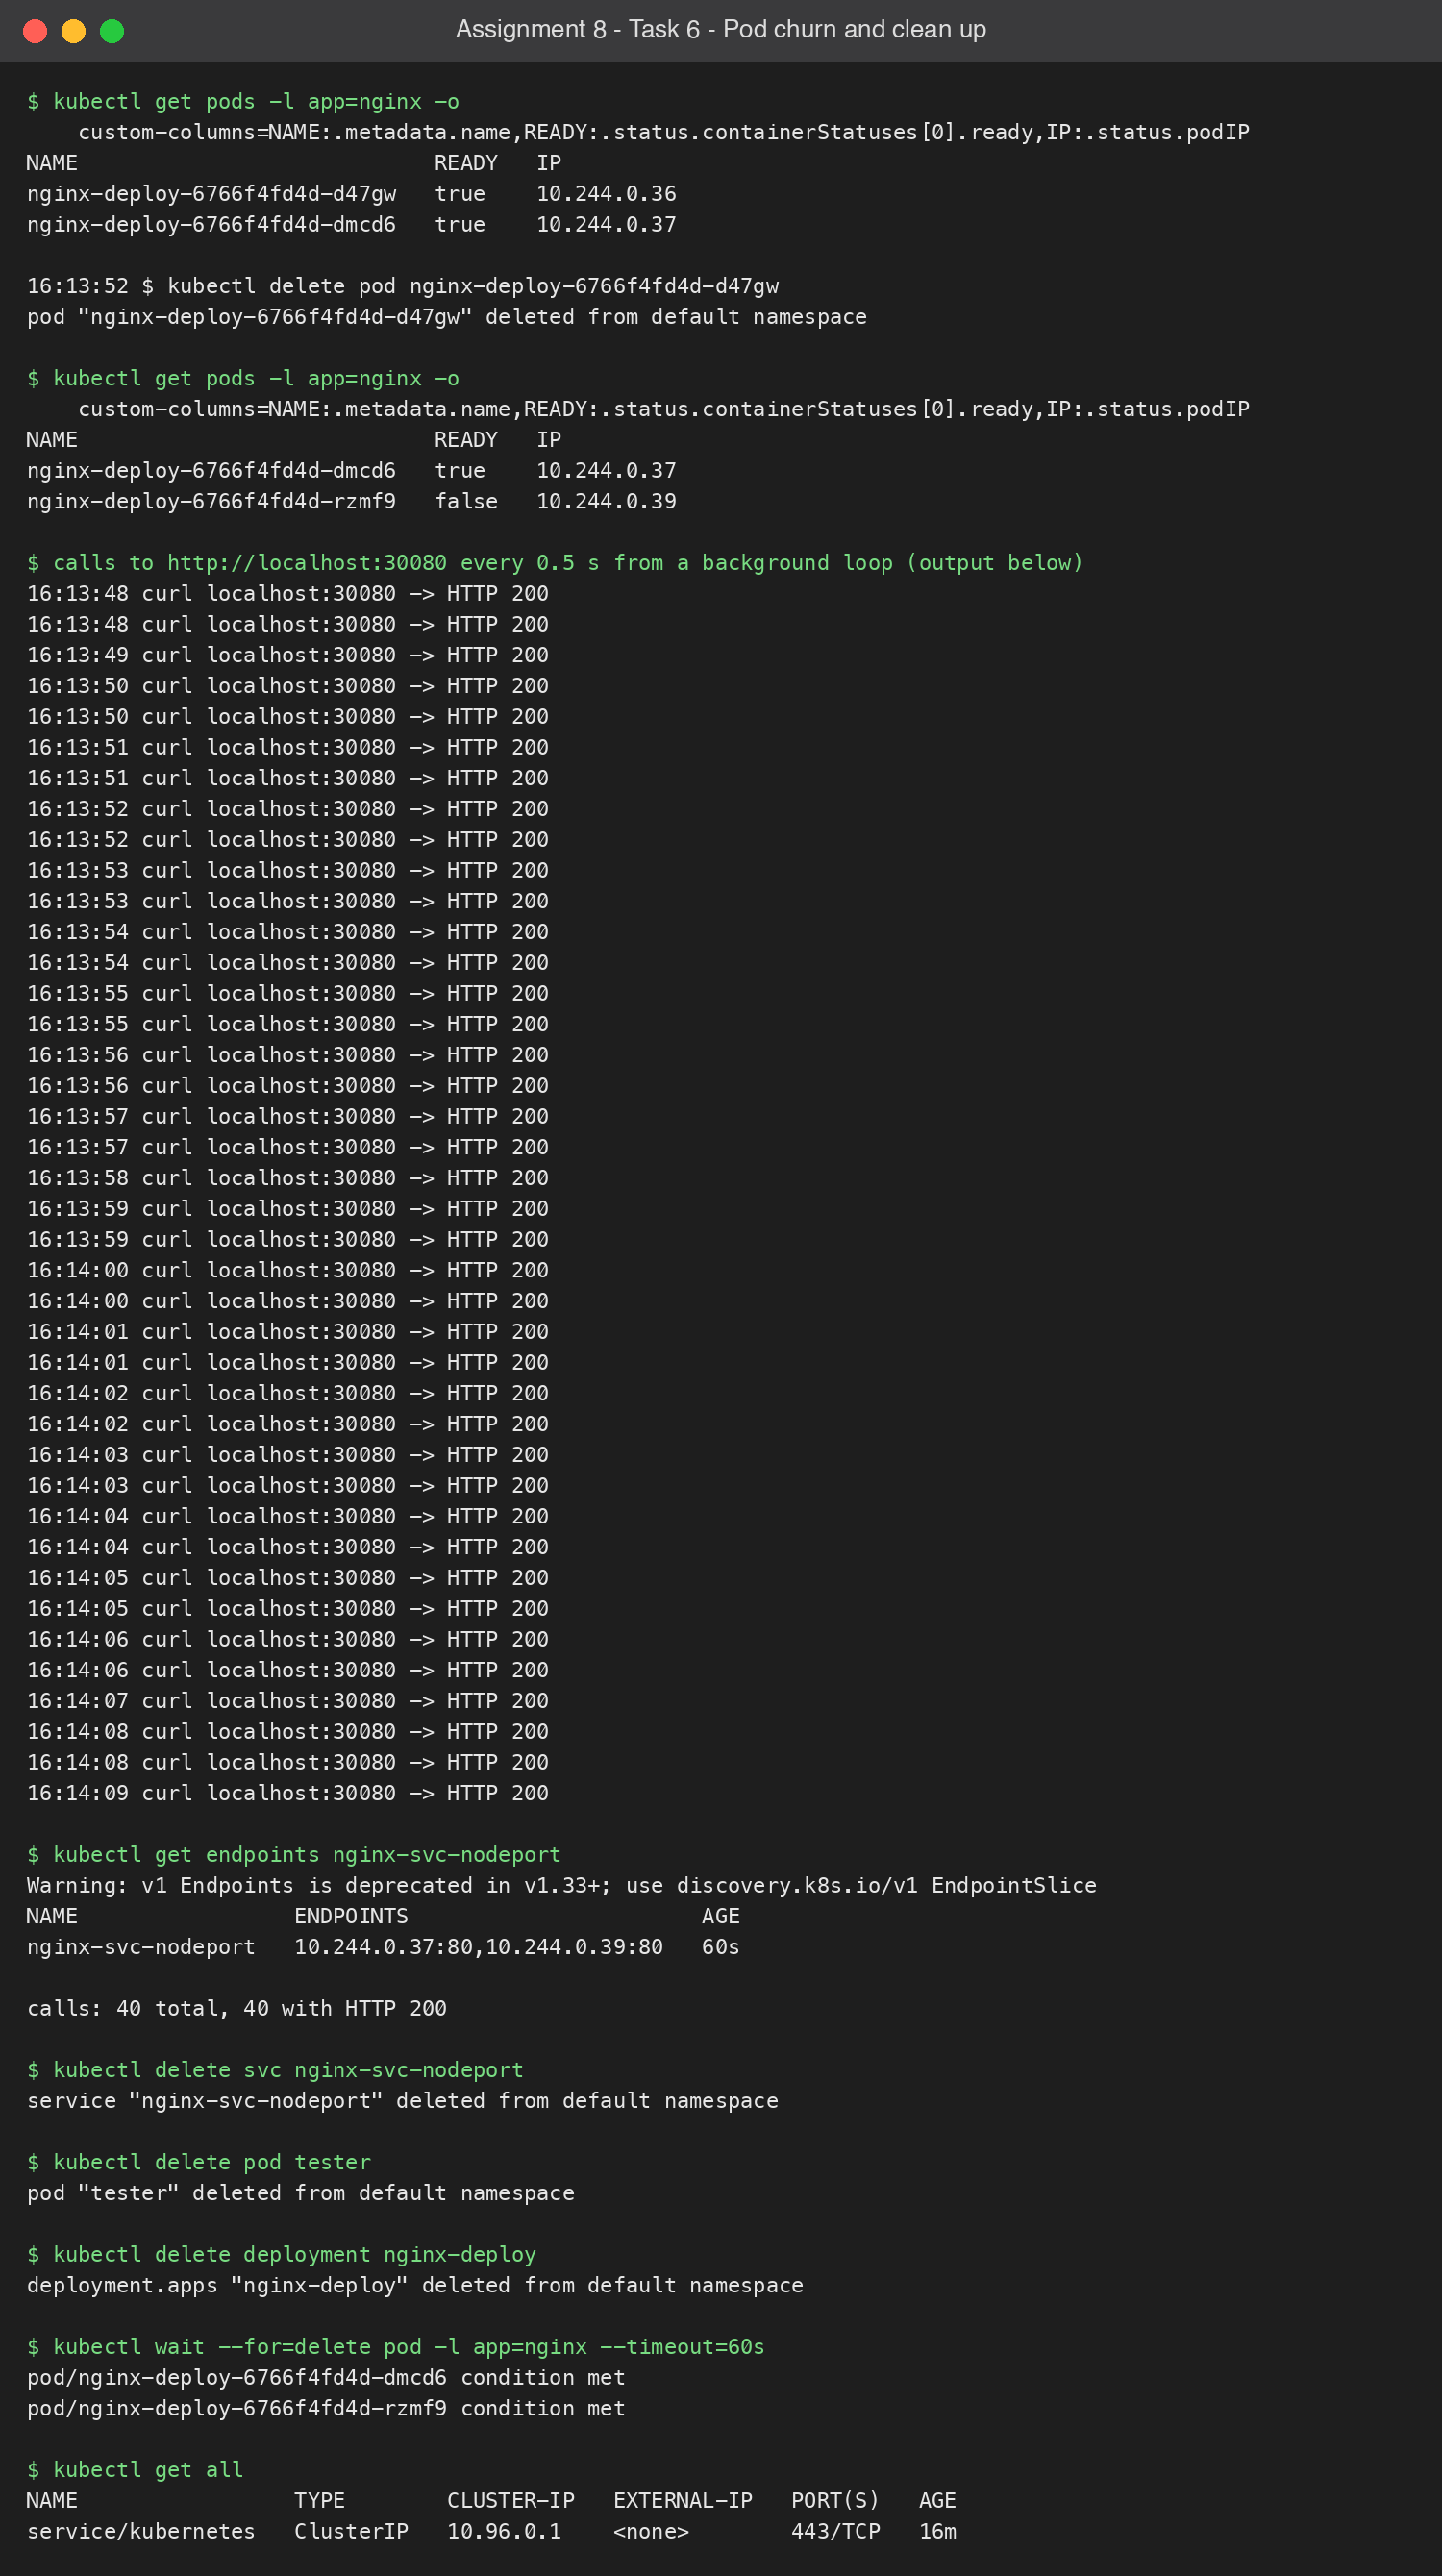 Assignment 8 - Task 6 - Pod churn and clean up
$ kubectl get pods -l app=nginx -o
    custom-columns=NAME:.metadata.name,READY:.status.containerStatuses[0].ready,IP:.status.podIP
NAME                            READY   IP
nginx-deploy-6766f4fd4d-d47gw   true    10.244.0.36
nginx-deploy-6766f4fd4d-dmcd6   true    10.244.0.37
16:13:52 $ kubectl delete pod nginx-deploy-6766f4fd4d-d47gw
pod "nginx-deploy-6766f4fd4d-d47gw" deleted from default namespace
$ kubectl get pods -l app=nginx -o
    custom-columns=NAME:.metadata.name,READY:.status.containerStatuses[0].ready,IP:.status.podIP
NAME                            READY   IP
nginx-deploy-6766f4fd4d-dmcd6   true    10.244.0.37
nginx-deploy-6766f4fd4d-rzmf9   false   10.244.0.39
$ calls to http://localhost:30080 every 0.5 s from a background loop (output below)
16:13:48 curl localhost:30080 -> HTTP 200
16:13:48 curl localhost:30080 -> HTTP 200
16:13:49 curl localhost:30080 -> HTTP 200
16:13:50 curl localhost:30080 -> HTTP 200
16:13:50 curl localhost:30080 -> HTTP 200
16:13:51 curl localhost:30080 -> HTTP 200
16:13:51 curl localhost:30080 -> HTTP 200
16:13:52 curl localhost:30080 -> HTTP 200
16:13:52 curl localhost:30080 -> HTTP 200
16:13:53 curl localhost:30080 -> HTTP 200
16:13:53 curl localhost:30080 -> HTTP 200
16:13:54 curl localhost:30080 -> HTTP 200
16:13:54 curl localhost:30080 -> HTTP 200
16:13:55 curl localhost:30080 -> HTTP 200
16:13:55 curl localhost:30080 -> HTTP 200
16:13:56 curl localhost:30080 -> HTTP 200
16:13:56 curl localhost:30080 -> HTTP 200
16:13:57 curl localhost:30080 -> HTTP 200
16:13:57 curl localhost:30080 -> HTTP 200
16:13:58 curl localhost:30080 -> HTTP 200
16:13:59 curl localhost:30080 -> HTTP 200
16:13:59 curl localhost:30080 -> HTTP 200
16:14:00 curl localhost:30080 -> HTTP 200
16:14:00 curl localhost:30080 -> HTTP 200
16:14:01 curl localhost:30080 -> HTTP 200
16:14:01 curl localhost:30080 -> HTTP 200
16:14:02 curl localhost:30080 -> HTTP 200
16:14:02 curl localhost:30080 -> HTTP 200
16:14:03 curl localhost:30080 -> HTTP 200
16:14:03 curl localhost:30080 -> HTTP 200
16:14:04 curl localhost:30080 -> HTTP 200
16:14:04 curl localhost:30080 -> HTTP 200
16:14:05 curl localhost:30080 -> HTTP 200
16:14:05 curl localhost:30080 -> HTTP 200
16:14:06 curl localhost:30080 -> HTTP 200
16:14:06 curl localhost:30080 -> HTTP 200
16:14:07 curl localhost:30080 -> HTTP 200
16:14:08 curl localhost:30080 -> HTTP 200
16:14:08 curl localhost:30080 -> HTTP 200
16:14:09 curl localhost:30080 -> HTTP 200
$ kubectl get endpoints nginx-svc-nodeport
Warning: v1 Endpoints is deprecated in v1.33+; use discovery.k8s.io/v1 EndpointSlice
NAME                 ENDPOINTS                       AGE
nginx-svc-nodeport   10.244.0.37:80,10.244.0.39:80   60s
calls: 40 total, 40 with HTTP 200
$ kubectl delete svc nginx-svc-nodeport
service "nginx-svc-nodeport" deleted from default namespace
$ kubectl delete pod tester
pod "tester" deleted from default namespace
$ kubectl delete deployment nginx-deploy
deployment.apps "nginx-deploy" deleted from default namespace
$ kubectl wait --for=delete pod -l app=nginx --timeout=60s
pod/nginx-deploy-6766f4fd4d-dmcd6 condition met
pod/nginx-deploy-6766f4fd4d-rzmf9 condition met
$ kubectl get all
NAME                 TYPE        CLUSTER-IP   EXTERNAL-IP   PORT(S)   AGE
service/kubernetes   ClusterIP   10.96.0.1    <none>        443/TCP   16m